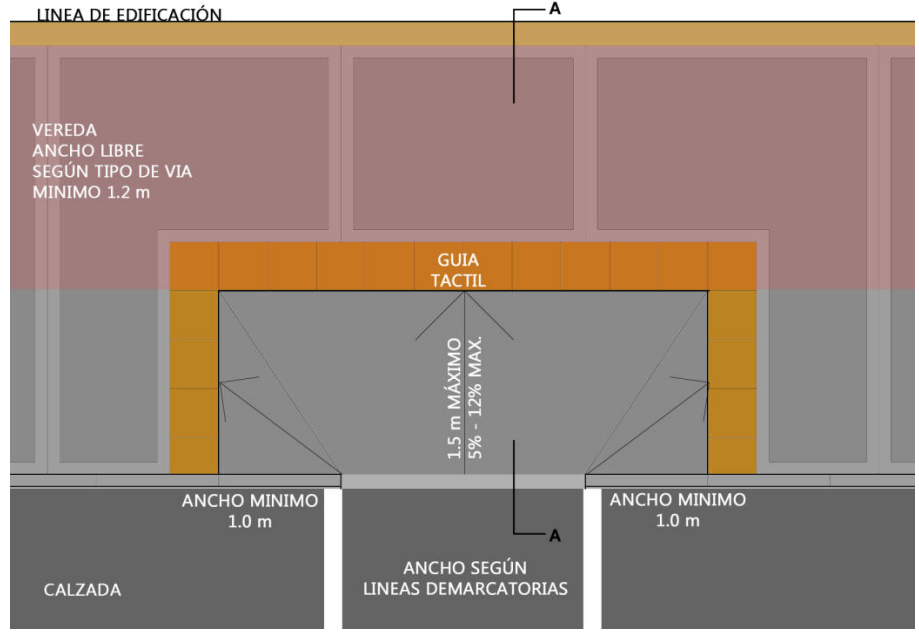 LINEA DE EDIFICACIÓN
A
VEREDA
ANCHO LIBRE
SEGÚN TIPO DE VIA
MINIMO 1.2 m
GUIA
TACTIL
1.5 m MÁXIMO
5% - 12% MAX.
ANCHO MINIMO
1.0 m
ANCHO MINIMO
1.0 m
A
ANCHO SEGÚN
LINEAS DEMARCATORIAS
CALZADA